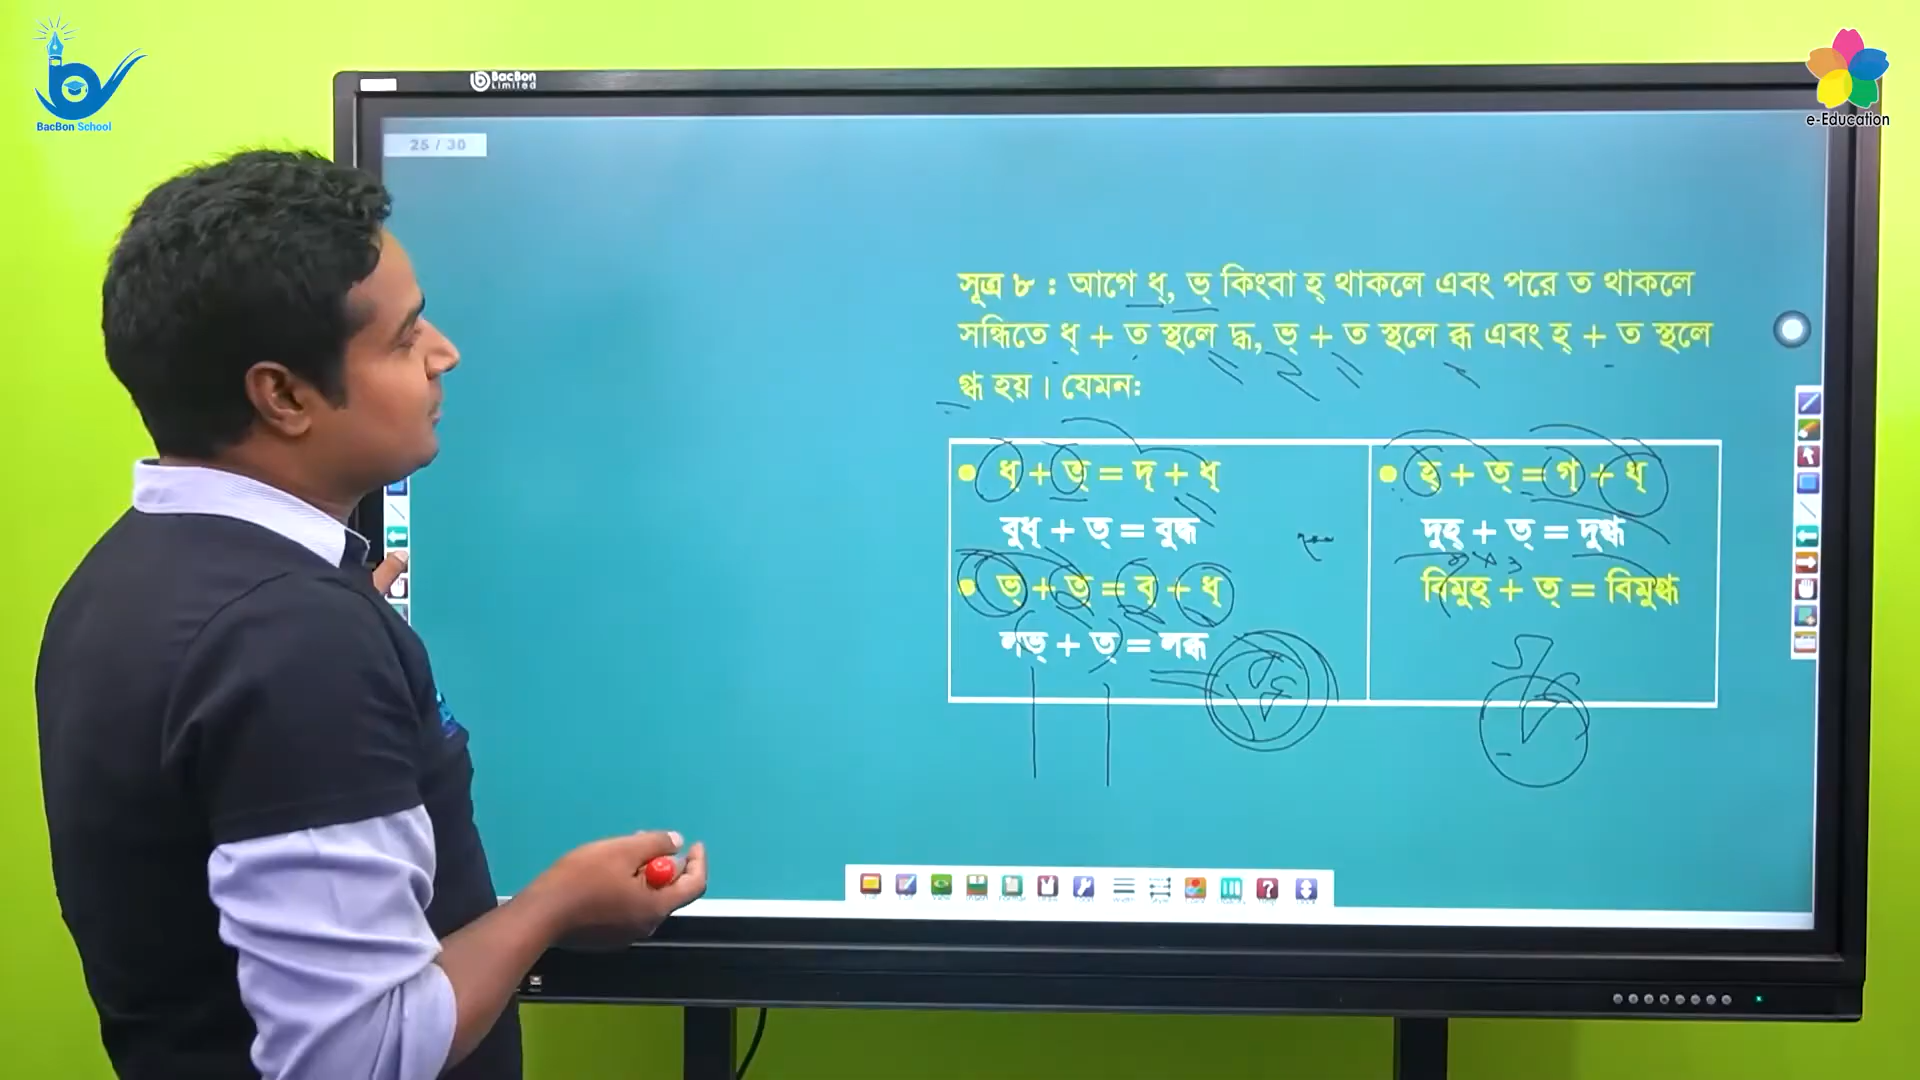 BacBon School
BacBon
Limited
e-Education
25 / 30
সূত্র ৮ : আগে ধ্, ভ্ কিংবা হ্ থাকলে এবং পরে ত থাকলে
সন্ধিতে ধ্ + ত স্থলে দ্ধ, ভ্ + ত স্থলে ব্ধ এবং হ্ + ত স্থলে
গ্ধ হয়। যেমন:
• ধ্ + ত্ = দ্ + ধ্
বুধ্ + ত্ = বুদ্ধ
• ভ্ + ত্ = ব্ + ধ্
লভ্ + ত্ = লব্ধ
• হ্ + ত্ = গ্ + ধ্
দুহ্ + ত্ = দুগ্ধ
বিমুহ্ + ত্ = বিমুগ্ধ